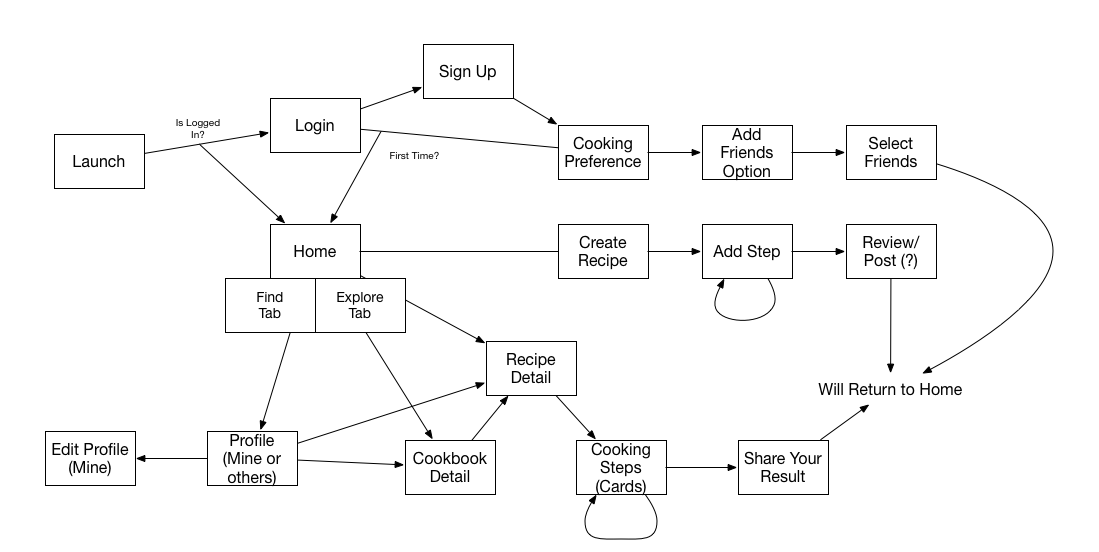 Sign Up
Is Logged
In?
Login
Launch
First Time?
Cooking
Preference
Add
Friends
Option
Select
Friends
Home
Create
Recipe
Add Step
Review/
Post (?)
Find
Tab
Explore
Tab
Recipe
Detail
Will Return to Home
Edit Profile
(Mine)
Profile
(Mine or
others)
Cookbook
Detail
Cooking
Steps
(Cards)
Share Your
Result